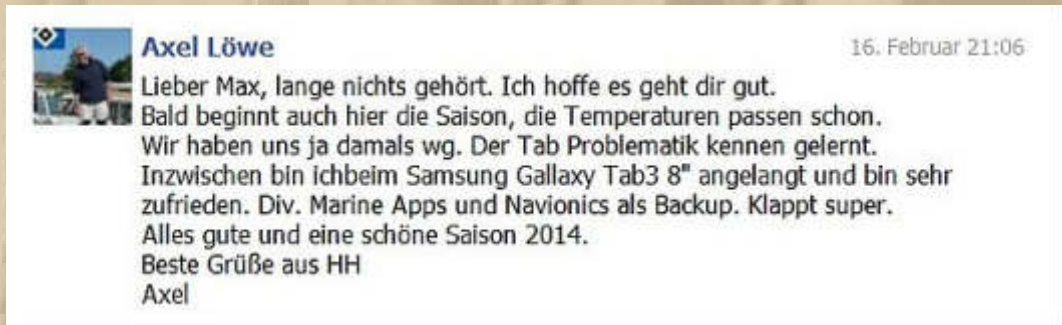 Axel Löwe
16. Februar 21:06
Lieber Max, lange nichts gehört. Ich hoffe es geht dir gut.
Bald beginnt auch hier die Saison, die Temperaturen passen schon.
Wir haben uns ja damals wg. Der Tab Problematik kennen gelernt.
Inzwischen bin ichbeim Samsung Gallaxy Tab3 8" angelangt und bin sehr
zufrieden. Div. Marine Apps und Navionics als Backup. Klappt super.
Alles gute und eine schöne Saison 2014.
Beste Grüße aus HH
Axel